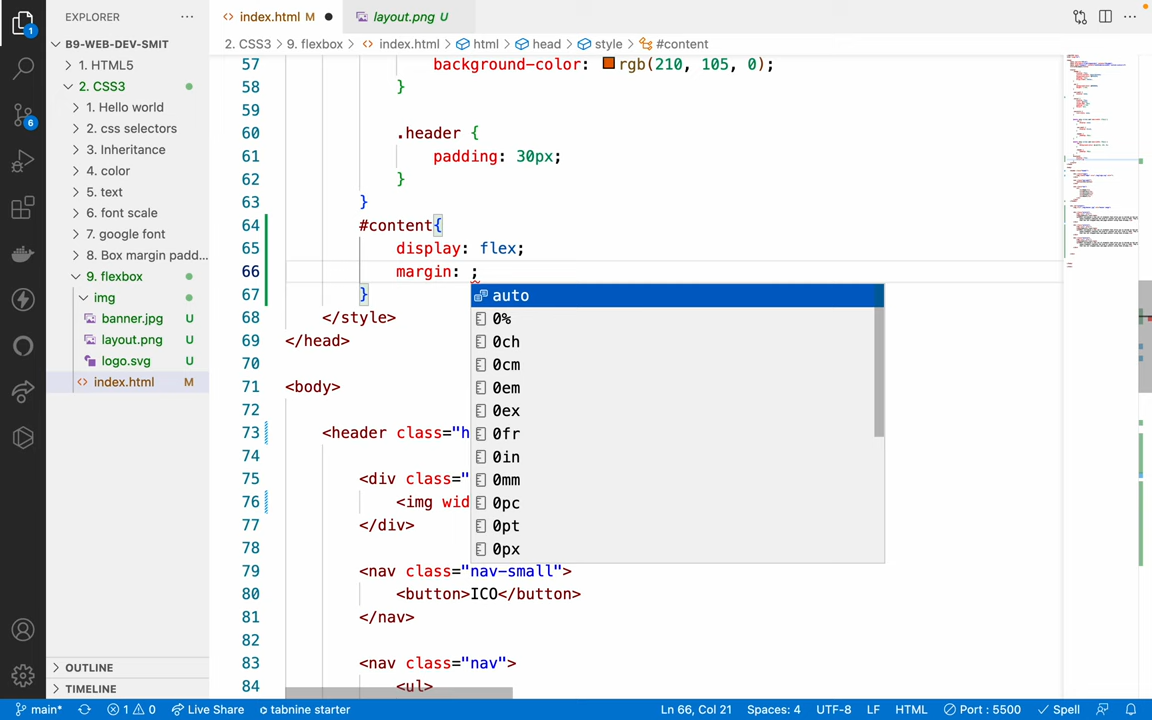 EXPLORER
index.html M
layout.png U
B9-WEB-DEV-SMIT
1. HTML5
2. CSS3
1. Hello world
2. css selectors
3. Inheritance
4. color
5. text
6. font scale
7. google font
8. Box margin padd...
9. flexbox
img
banner.jpg U
layout.png U
logo.svg U
index.html M
OUTLINE
TIMELINE
1
6
2. CSS3 > 9. flexbox > index.html > html > head > style > #content
57 background-color: rgb(210, 105, 0);
58 }
59
60 .header {
61 padding: 30px;
62 }
63 }
64 #content{
65 display: flex;
66 margin: ;
67 }
68 </style>
69 </head>
70
71 <body>
72
73 <header class="h
74
75 <div class="
76 <img wid
77 </div>
78
79 <nav class="nav-small">
80 <button>ICO</button>
81 </nav>
82
83 <nav class="nav">
84 <ul>
auto
0%
0ch
0cm
0em
0ex
0fr
0in
0mm
0pc
0pt
0px
main* 1 0 Live Share tabnine starter Ln 66, Col 21 Spaces: 4 UTF-8 LF HTML Port : 5500 Spell